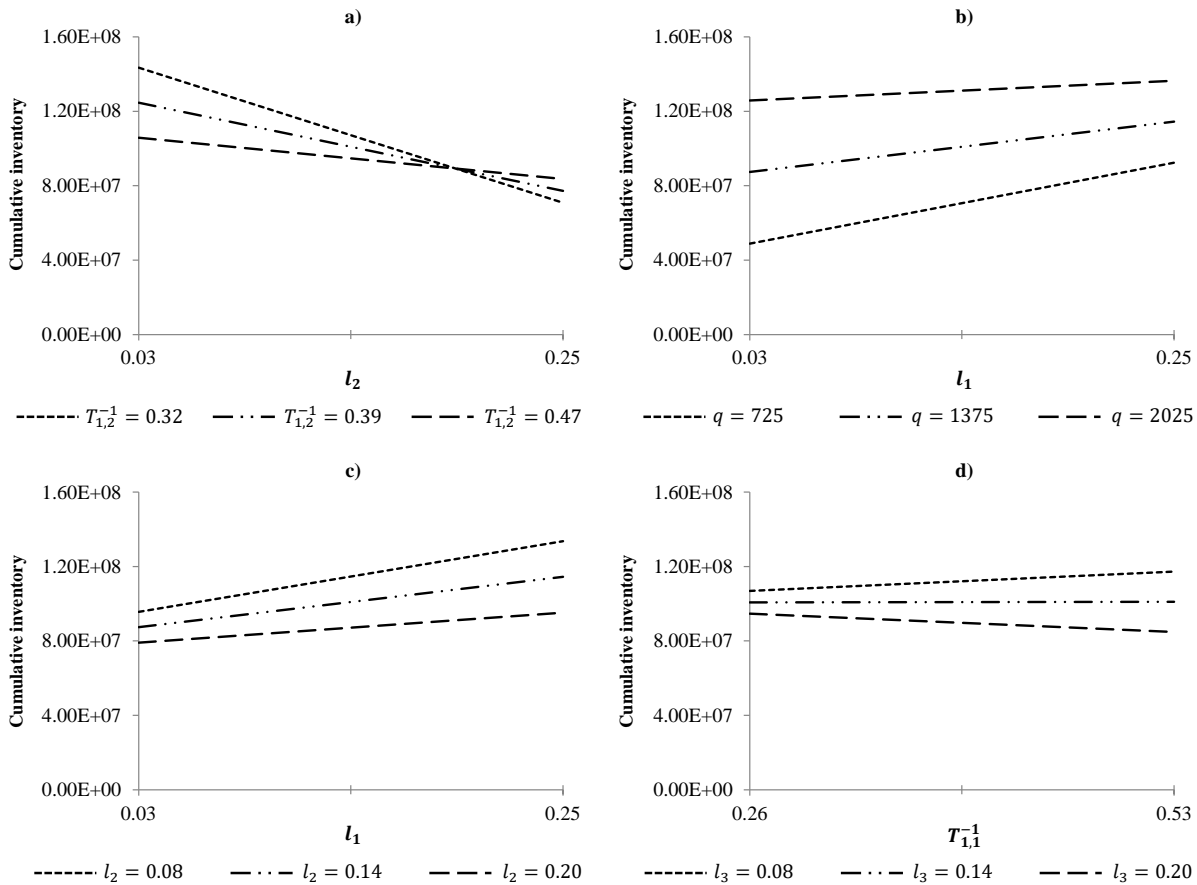 a)
1.60E+08
1.20E+08
8.00E+07
4.00E+07
0.00E+00
Cumulative inventory
0.03 0.25
l₂
T₁,₂⁻¹ = 0.32 T₁,₂⁻¹ = 0.39 T₁,₂⁻¹ = 0.47
b)
1.60E+08
1.20E+08
8.00E+07
4.00E+07
0.00E+00
Cumulative inventory
0.03 0.25
l₁
q = 725 q = 1375 q = 2025
c)
1.60E+08
1.20E+08
8.00E+07
4.00E+07
0.00E+00
Cumulative inventory
0.03 0.25
l₁
l₂ = 0.08 l₂ = 0.14 l₂ = 0.20
d)
1.60E+08
1.20E+08
8.00E+07
4.00E+07
0.00E+00
Cumulative inventory
0.26 0.53
T₁,₁⁻¹
l₃ = 0.08 l₃ = 0.14 l₃ = 0.20